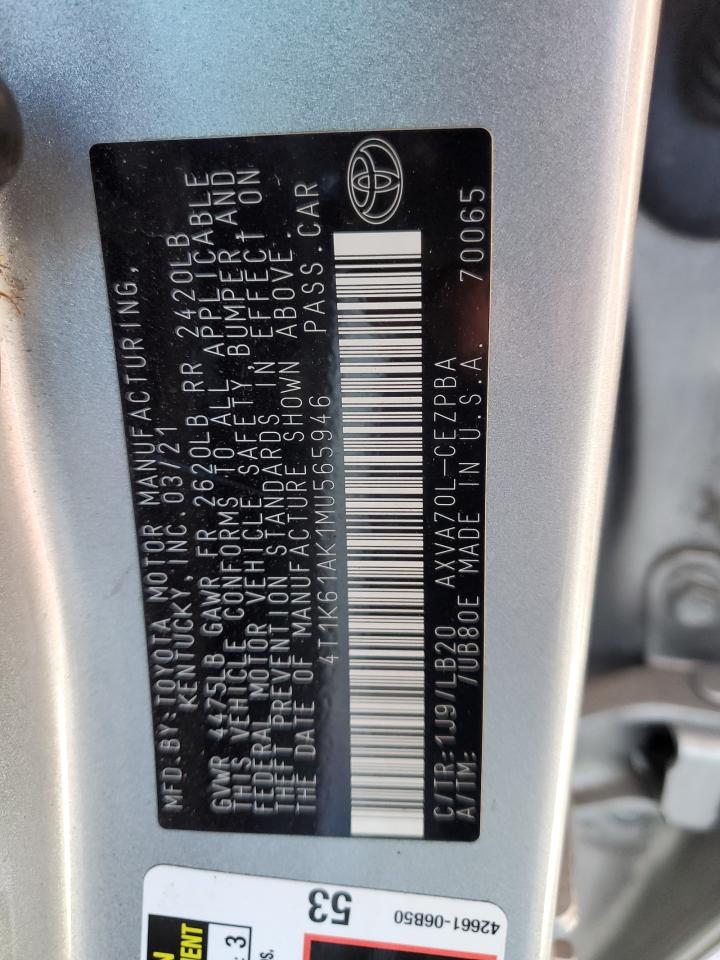 MFD.BY:TOYOTA MOTOR MANUFACTURING,
KENTUCKY,INC.03/21
GVWR 4475LB GAWR FR 2620LB RR 2420LB
THIS VEHICLE CONFORMS TO ALL APPLICABLE
FEDERAL MOTOR VEHICLE SAFETY, BUMPER AND
THEFT PREVENTION STANDARDS IN EFFECT ON
THE DATE OF MANUFACTURE SHOWN ABOVE.
4T1K61AK1MU565946 PASS.CAR
C/TR:1J9/LB20 AXVA70L-CEZPBA
A/TM: 7UB80E MADE IN U.S.A. 70065
53
42661-06B50
3